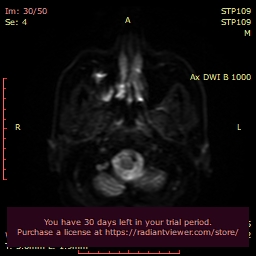 Im: 30/50
Se: 4
A
STP109
STP109
M
Ax DWI B 1000
R
L
You have 30 days left in your trial period.
Purchase a license at https://radiantviewer.com/store/